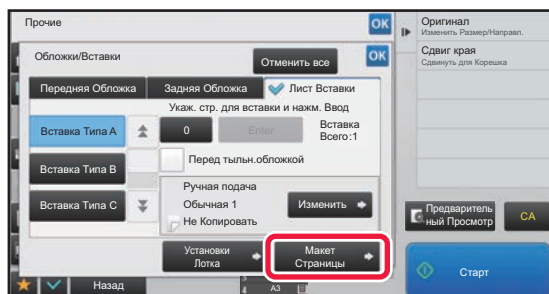 Прочие
OK
Обложки/Вставки
Отменить все
OK
Передняя Обложка
Задняя Обложка
Лист Вставки
Укаж. стр. для вставки и нажм. Ввод
Вставка Типа A
0
Enter
Вставка
Всего:1
Вставка Типа B
Перед тыльн.обложкой
Вставка Типа C
Ручная подача
Обычная 1
Не Копировать
Изменить
Установки
Лотка
Макет
Страницы
Назад
3
4
A3
Оригинал
Изменить Размер/Направл.
Сдвиг края
Сдвинуть для Корешка
Предваритель
ный Просмотр
CA
Старт